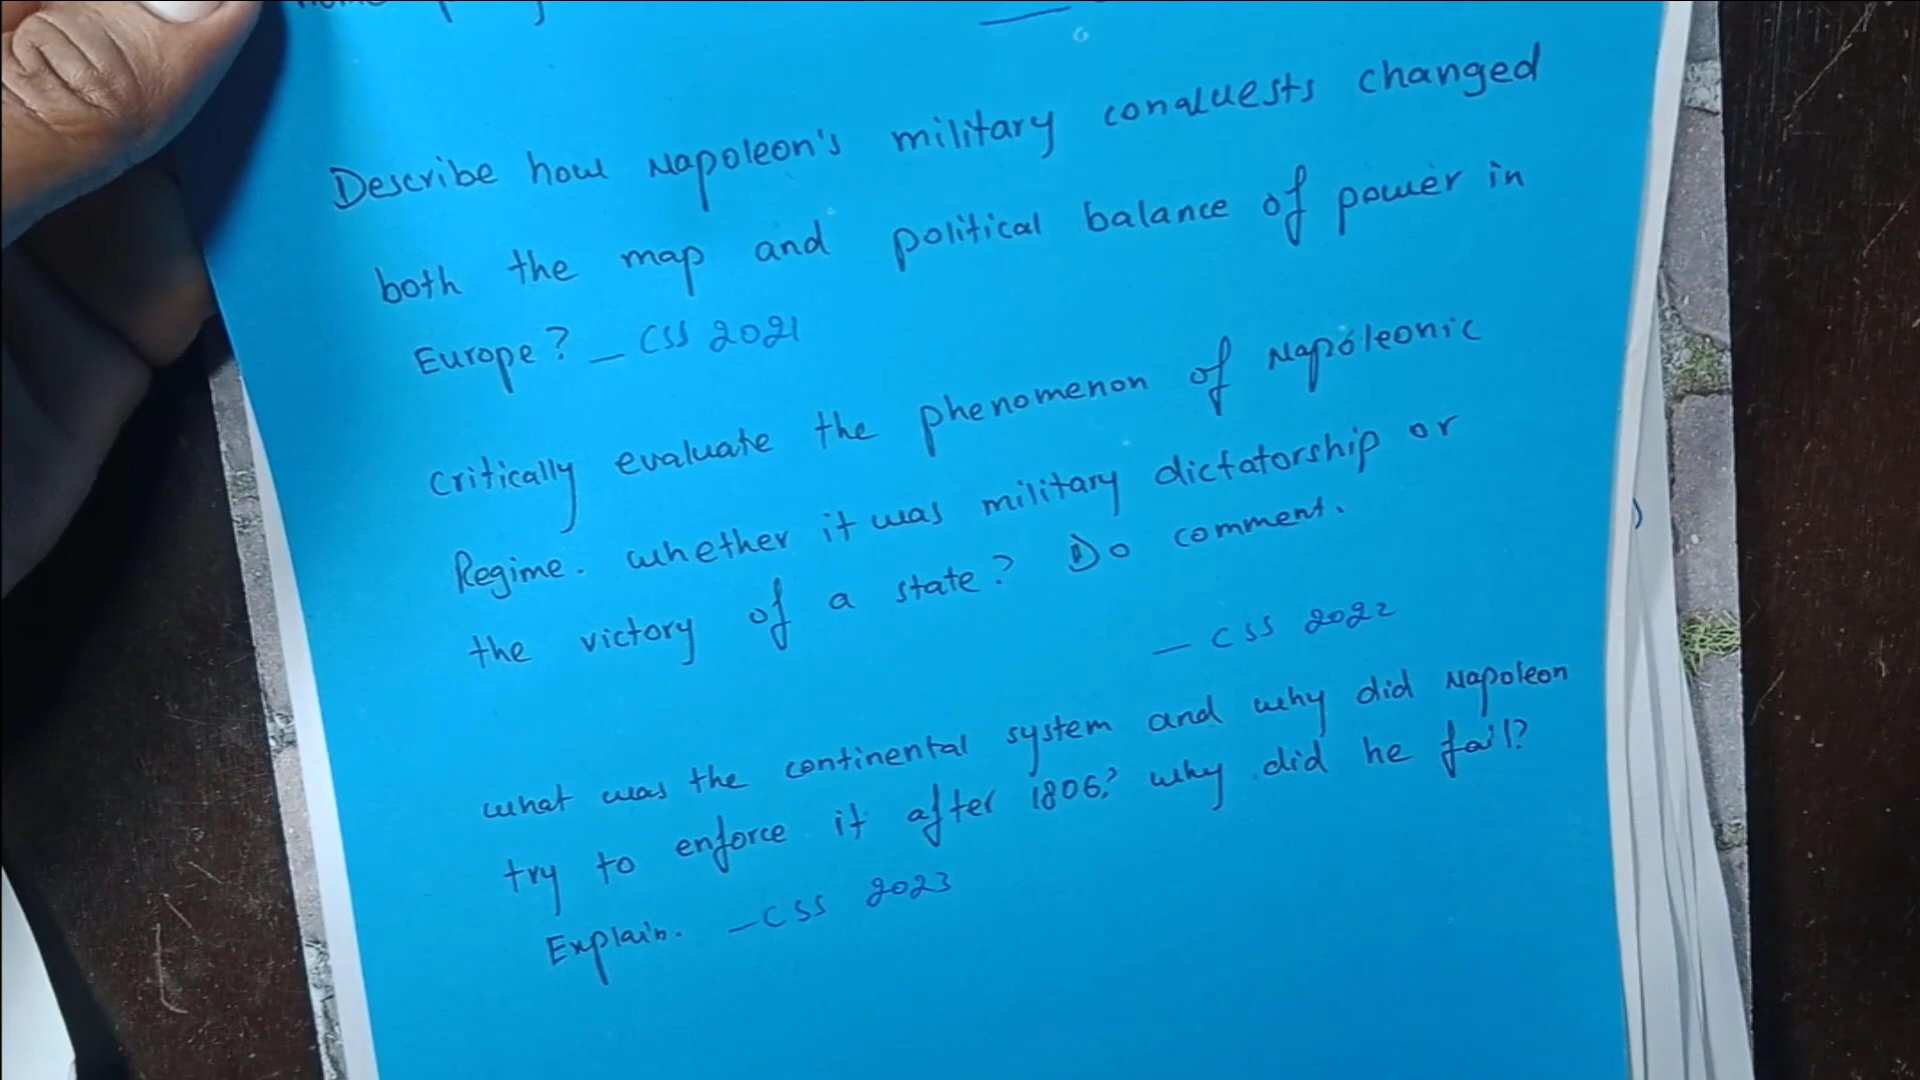 Describe how Napoleon's military conquests changed
both the map and political balance of power in
Europe? _ CSS 2021
critically evaluate the phenomenon of Napoleonic
Regime. whether it was military dictatorship or
the victory of a state? Do comment.
_ CSS 2022
what was the continental system and why did Napoleon
try to enforce it after 1806? why did he fail?
Explain. _ CSS 2023